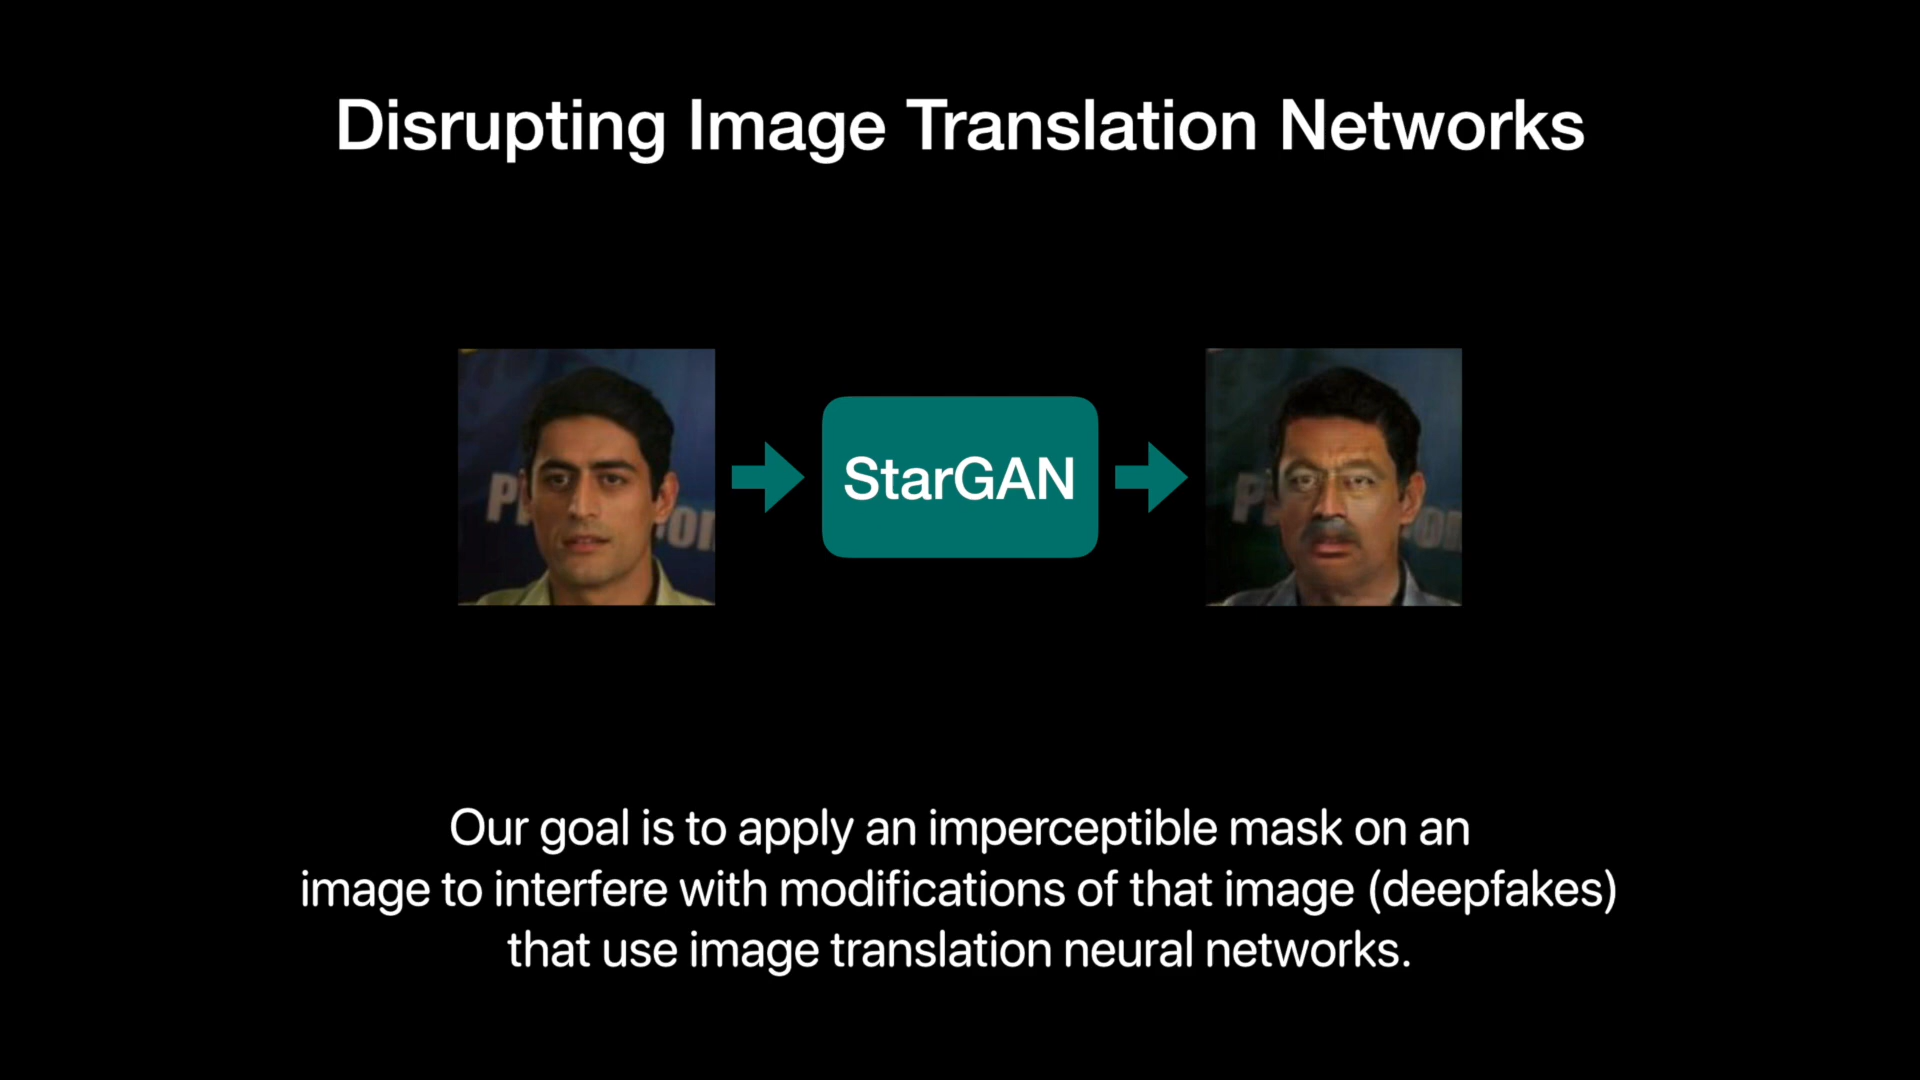 Disrupting Image Translation Networks
StarGAN
Our goal is to apply an imperceptible mask on an
image to interfere with modifications of that image (deepfakes)
that use image translation neural networks.